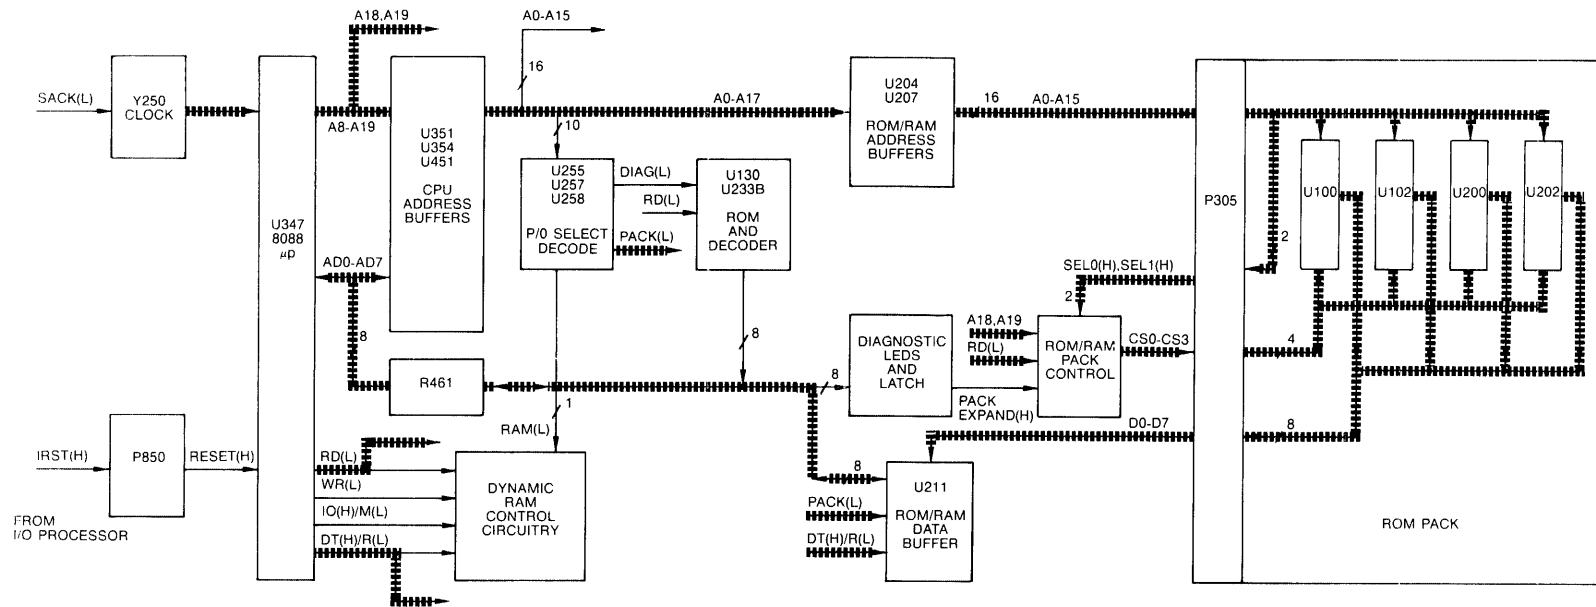 A18,A19
A0-A15
16
SACK(L)
Y250
CLOCK
A8-A19
U351
U354
U451
CPU
ADDRESS
BUFFERS
A0-A17
10
U204
U207
ROM/RAM
ADDRESS
BUFFERS
16
A0-A15
U255
U257
U258
P/0 SELECT
DECODE
DIAG(L)
RD(L)
PACK(L)
U130
U233B
ROM
AND
DECODER
U347
8088
µp
AD0-AD7
8
R461
8
P305
2
U100
U102
U200
U202
SEL0(H),SEL1(H)
2
A18,A19
RD(L)
ROM/RAM
PACK
CONTROL
CS0-CS3
4
DIAGNOSTIC
LEDS
AND
LATCH
8
PACK
EXPAND(H)
D0-D7
8
1
RAM(L)
IRST(H)
P850
RESET(H)
FROM
I/O PROCESSOR
RD(L)
WR(L)
IO(H)/M(L)
DT(H)/R(L)
DYNAMIC
RAM
CONTROL
CIRCUITRY
8
PACK(L)
DT(H)/R(L)
U211
ROM/RAM
DATA
BUFFER
ROM PACK